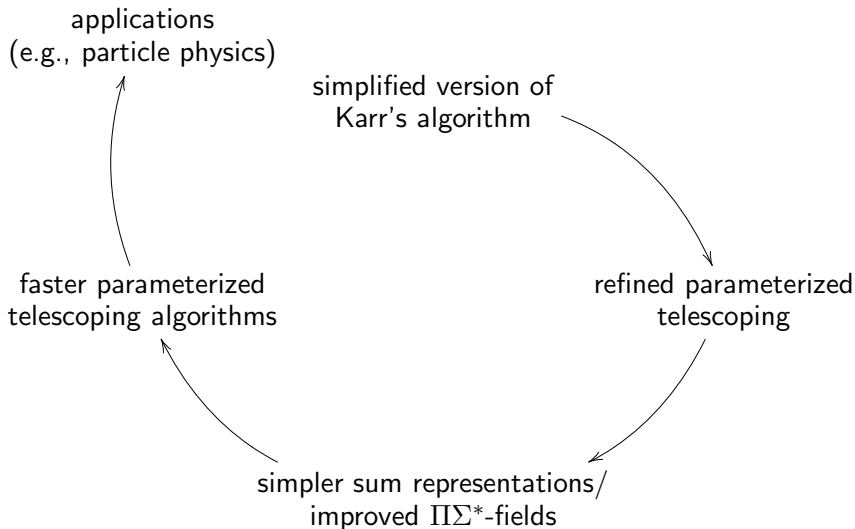 applications
(e.g., particle physics)
simplified version of
Karr's algorithm
faster parameterized
telescoping algorithms
refined parameterized
telescoping
simpler sum representations/
improved ΠΣ*-fields